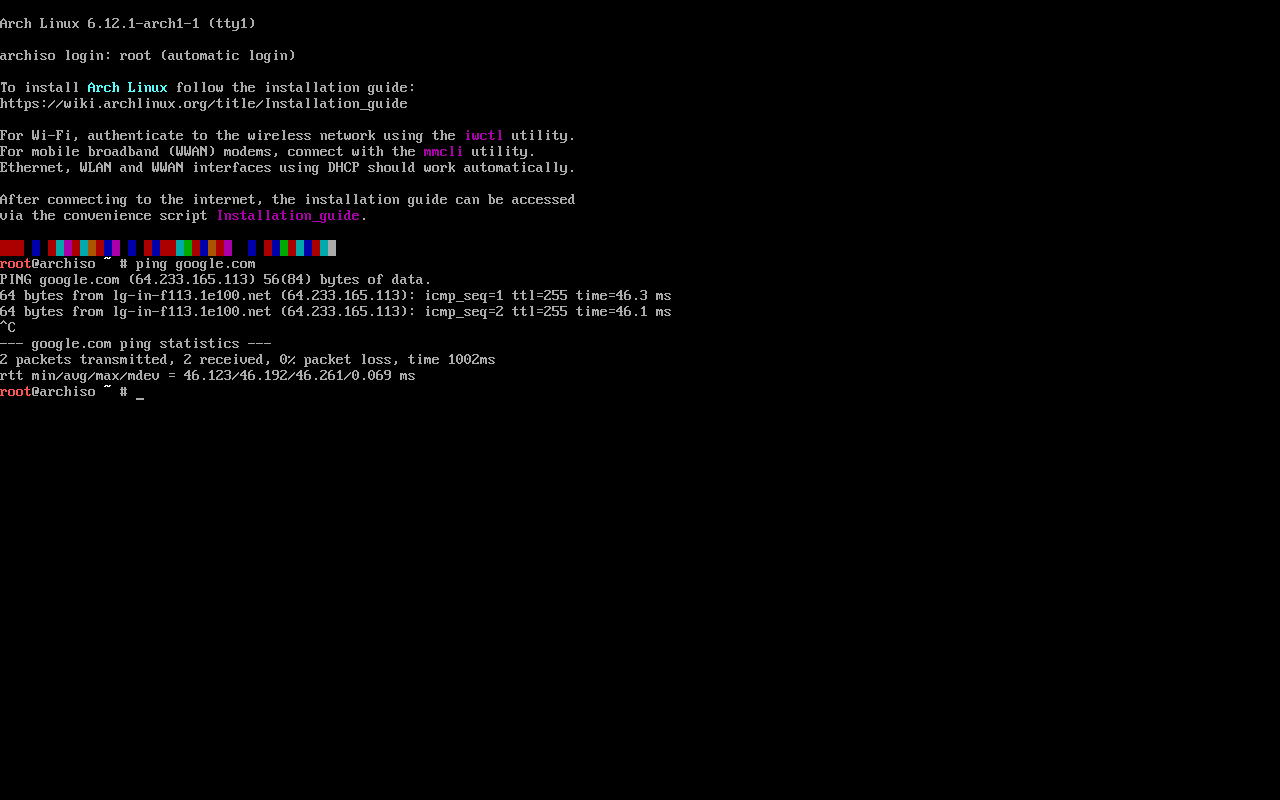 Arch Linux 6.12.1-arch1-1 (tty1)
archiso login: root (automatic login)
To install Arch Linux follow the installation guide:
https://wiki.archlinux.org/title/Installation_guide
For Wi-Fi, authenticate to the wireless network using the iwctl utility.
For mobile broadband (WWAN) modems, connect with the mmcli utility.
Ethernet, WLAN and WWAN interfaces using DHCP should work automatically.
After connecting to the internet, the installation guide can be accessed
via the convenience script Installation_guide.
root@archiso ~ # ping google.com
PING google.com (64.233.165.113) 56(84) bytes of data.
64 bytes from lg-in-f113.1e100.net (64.233.165.113): icmp_seq=1 ttl=255 time=46.3 ms
64 bytes from lg-in-f113.1e100.net (64.233.165.113): icmp_seq=2 ttl=255 time=46.1 ms
^C
--- google.com ping statistics ---
2 packets transmitted, 2 received, 0% packet loss, time 1002ms
rtt min/avg/max/mdev = 46.123/46.192/46.261/0.069 ms
root@archiso ~ # _